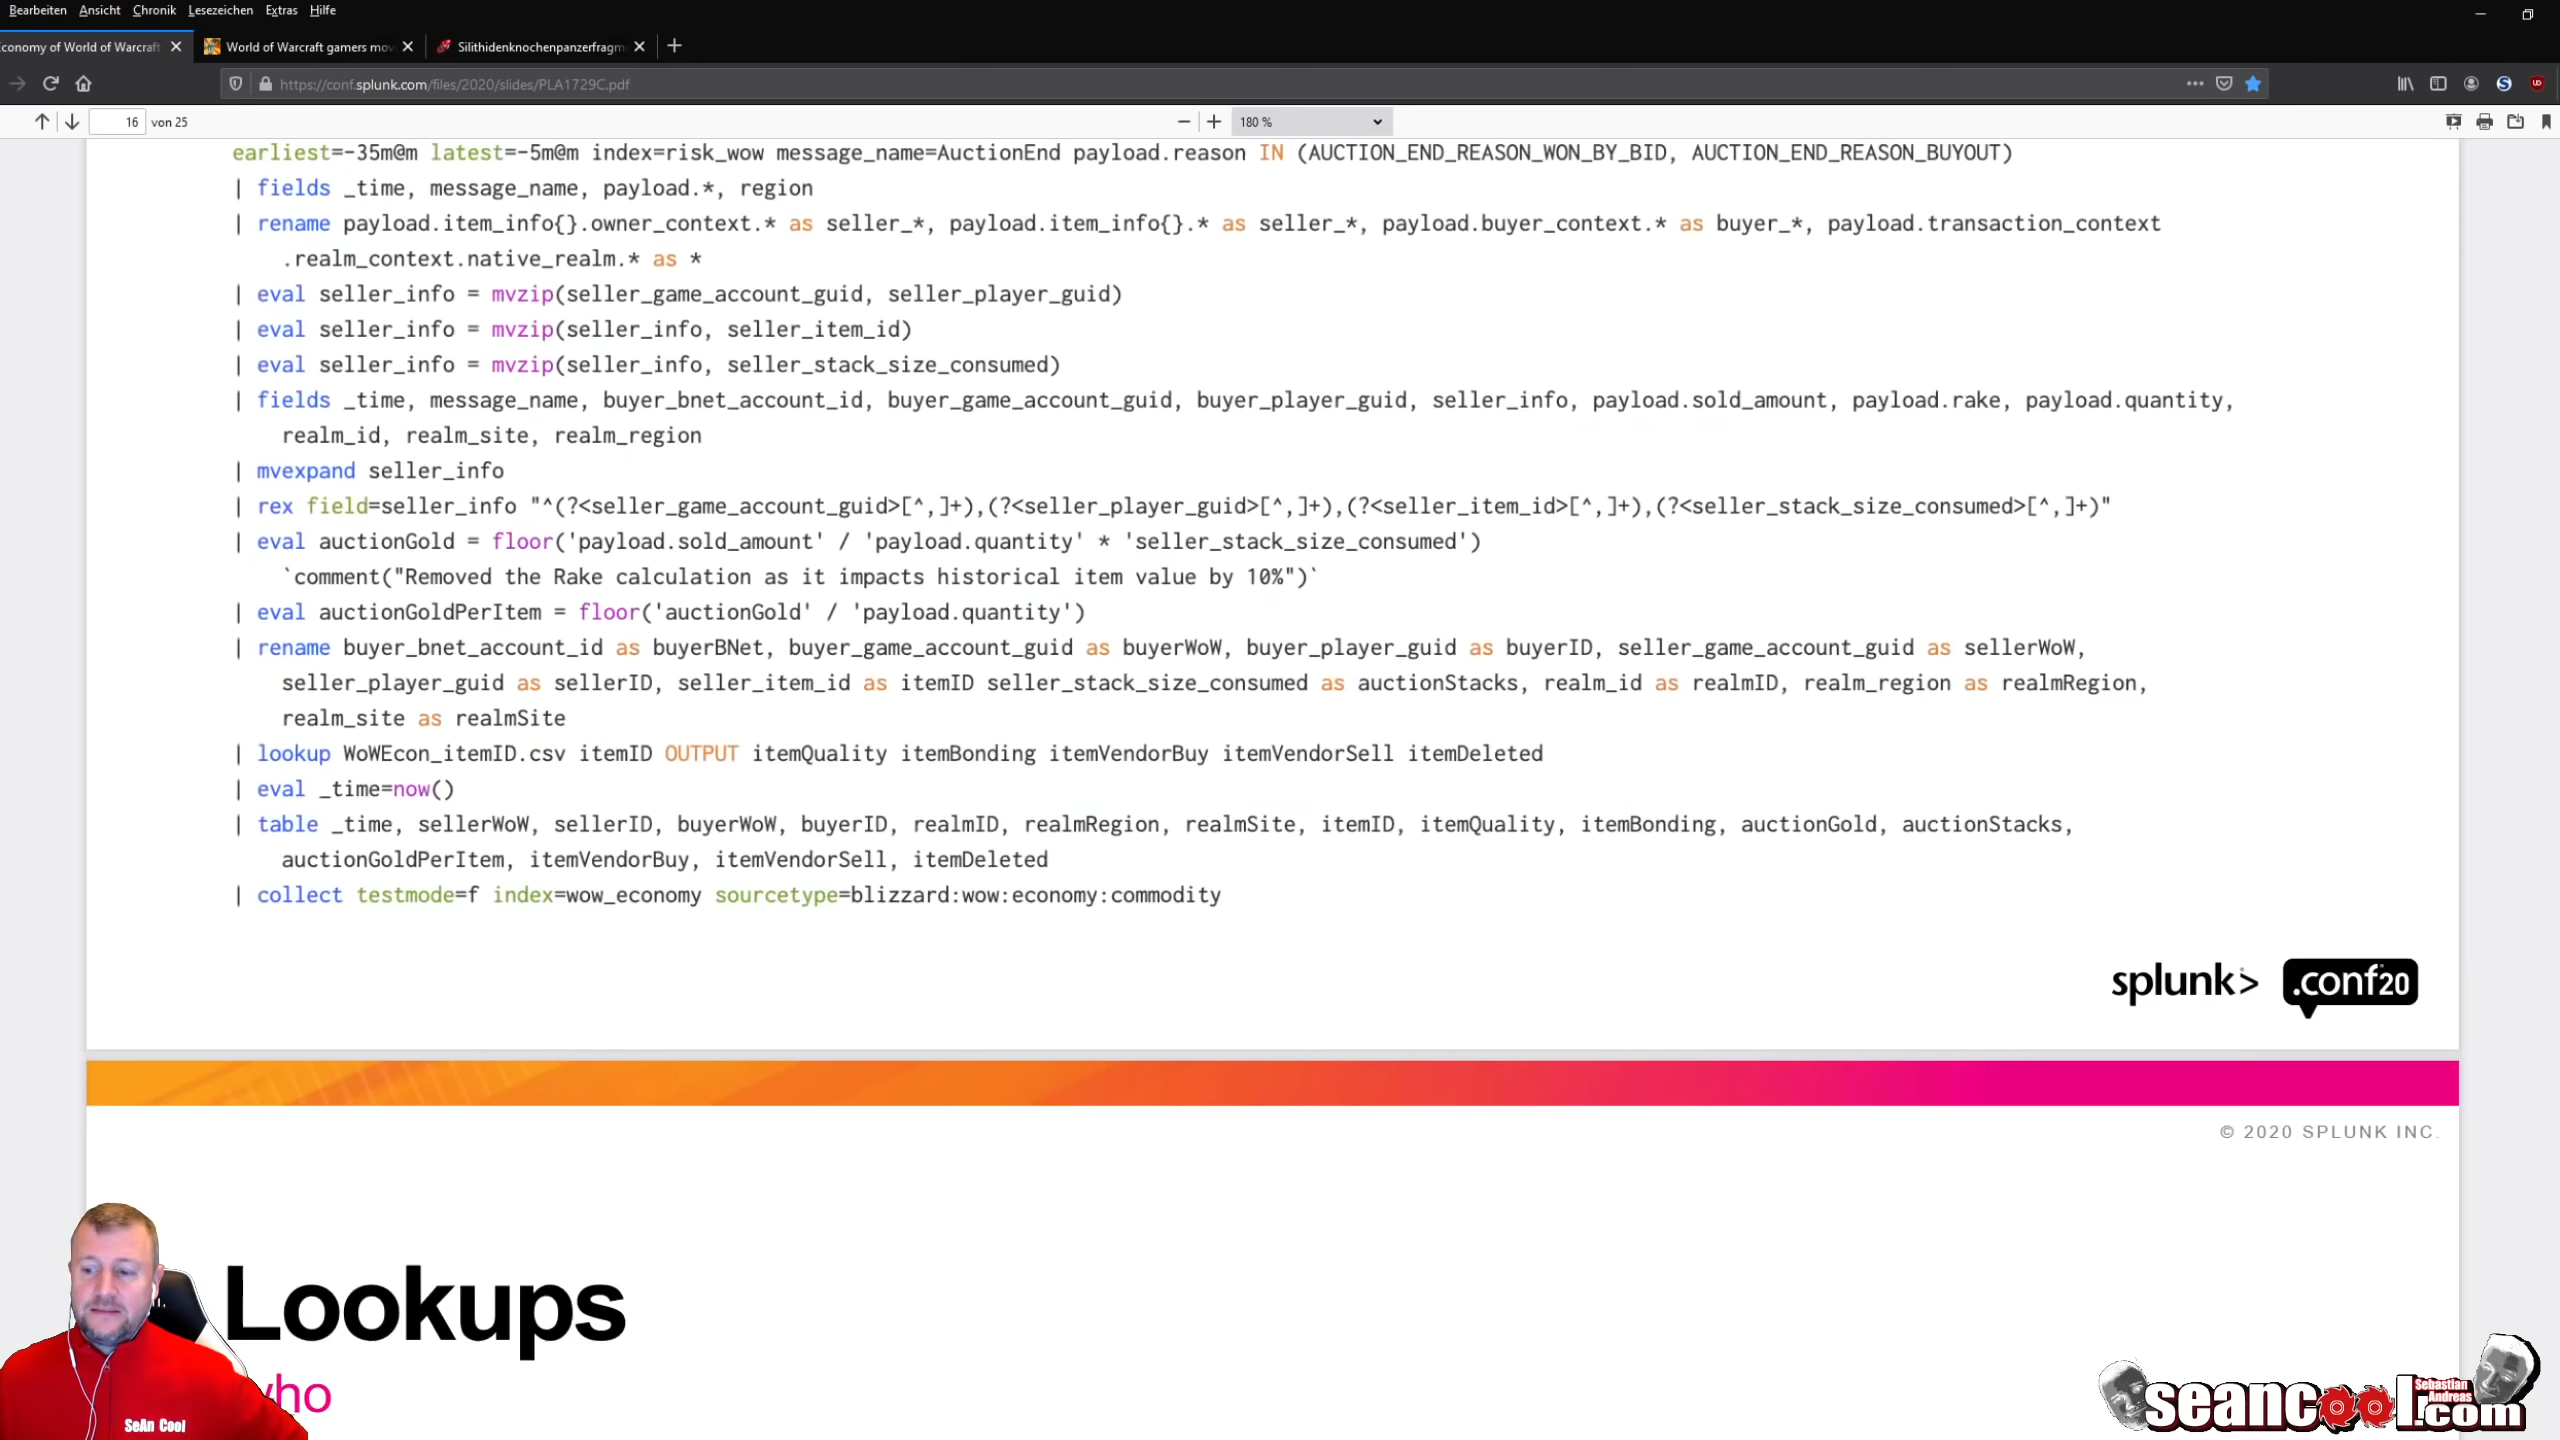 Bearbeiten Ansicht Chronik Lesezeichen Extras Hilfe
conomy of World of Warcraft
World of Warcraft gamers mov
Silithidenknochenpanzerfragm
https://conf.splunk.com/files/2020/slides/PLA1729C.pdf
16 von 25
180 %
earliest=-35m@m latest=-5m@m index=risk_wow message_name=AuctionEnd payload.reason IN (AUCTION_END_REASON_WON_BY_BID, AUCTION_END_REASON_BUYOUT)
| fields _time, message_name, payload.*, region
| rename payload.item_info{}.owner_context.* as seller_*, payload.item_info{}.* as seller_*, payload.buyer_context.* as buyer_*, payload.transaction_context
.realm_context.native_realm.* as *
| eval seller_info = mvzip(seller_game_account_guid, seller_player_guid)
| eval seller_info = mvzip(seller_info, seller_item_id)
| eval seller_info = mvzip(seller_info, seller_stack_size_consumed)
| fields _time, message_name, buyer_bnet_account_id, buyer_game_account_guid, buyer_player_guid, seller_info, payload.sold_amount, payload.rake, payload.quantity,
realm_id, realm_site, realm_region
| mvexpand seller_info
| rex field=seller_info "^(?<seller_game_account_guid>[^,]+),(?<seller_player_guid>[^,]+),(?<seller_item_id>[^,]+),(?<seller_stack_size_consumed>[^,]+)"
| eval auctionGold = floor('payload.sold_amount' / 'payload.quantity' * 'seller_stack_size_consumed')
`comment("Removed the Rake calculation as it impacts historical item value by 10%")`
| eval auctionGoldPerItem = floor('auctionGold' / 'payload.quantity')
| rename buyer_bnet_account_id as buyerBNet, buyer_game_account_guid as buyerWoW, buyer_player_guid as buyerID, seller_game_account_guid as sellerWoW,
seller_player_guid as sellerID, seller_item_id as itemID seller_stack_size_consumed as auctionStacks, realm_id as realmID, realm_region as realmRegion,
realm_site as realmSite
| lookup WoWEcon_itemID.csv itemID OUTPUT itemQuality itemBonding itemVendorBuy itemVendorSell itemDeleted
| eval _time=now()
| table _time, sellerWoW, sellerID, buyerWoW, buyerID, realmID, realmRegion, realmSite, itemID, itemQuality, itemBonding, auctionGold, auctionStacks,
auctionGoldPerItem, itemVendorBuy, itemVendorSell, itemDeleted
| collect testmode=f index=wow_economy sourcetype=blizzard:wow:economy:commodity
splunk> .conf20
© 2020 SPLUNK INC.
Lookups
who
SeAn Cool
seancool.com
Sebastian
Andreas